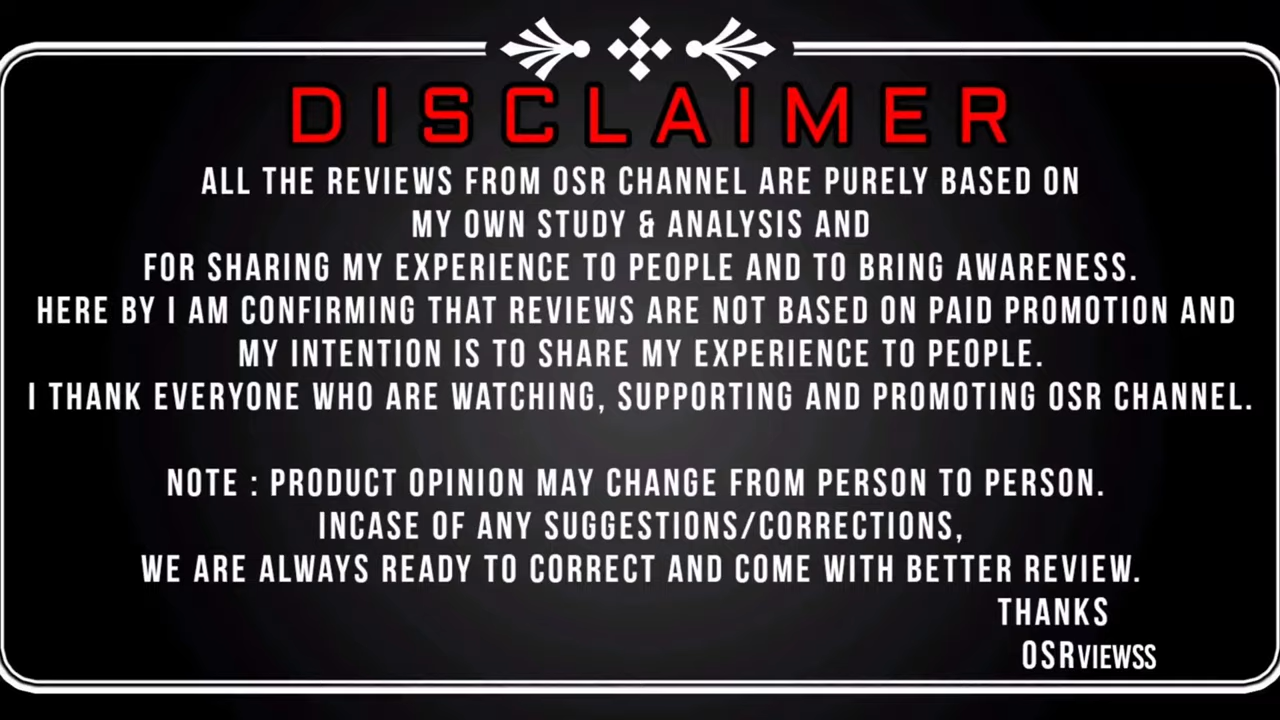 DISCLAIMER
ALL THE REVIEWS FROM OSR CHANNEL ARE PURELY BASED ON
MY OWN STUDY & ANALYSIS AND
FOR SHARING MY EXPERIENCE TO PEOPLE AND TO BRING AWARENESS.
HERE BY I AM CONFIRMING THAT REVIEWS ARE NOT BASED ON PAID PROMOTION AND
MY INTENTION IS TO SHARE MY EXPERIENCE TO PEOPLE.
I THANK EVERYONE WHO ARE WATCHING, SUPPORTING AND PROMOTING OSR CHANNEL.
NOTE : PRODUCT OPINION MAY CHANGE FROM PERSON TO PERSON.
INCASE OF ANY SUGGESTIONS/CORRECTIONS,
WE ARE ALWAYS READY TO CORRECT AND COME WITH BETTER REVIEW.
THANKS
OSRVIEWSS